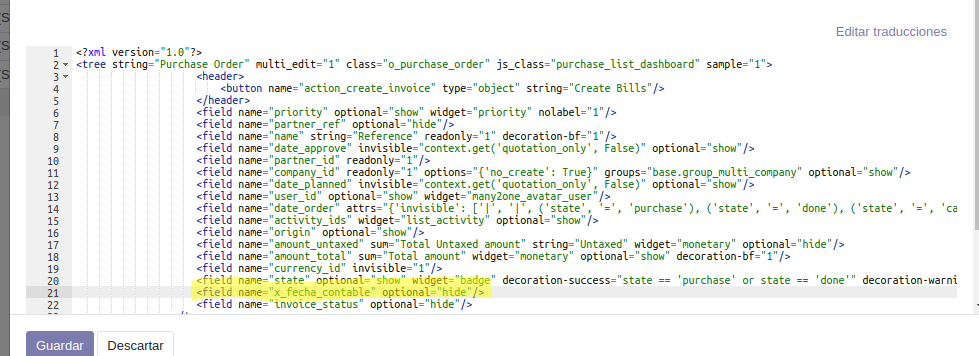 Editar traducciones
1 <?xml version="1.0"?>
2 <tree string="Purchase Order" multi_edit="1" class="o_purchase_order" js_class="purchase_list_dashboard" sample="1">
3 <header>
4 <button name="action_create_invoice" type="object" string="Create Bills"/>
5 </header>
6 <field name="priority" optional="show" widget="priority" nolabel="1"/>
7 <field name="partner_ref" optional="hide"/>
8 <field name="name" string="Reference" readonly="1" decoration-bf="1"/>
9 <field name="date_approve" invisible="context.get('quotation_only', False)" optional="show"/>
10 <field name="partner_id" readonly="1"/>
11 <field name="company_id" readonly="1" options="{'no_create': True}" groups="base.group_multi_company" optional="show"/>
12 <field name="date_planned" invisible="context.get('quotation_only', False)" optional="show"/>
13 <field name="user_id" optional="show" widget="many2one_avatar_user"/>
14 <field name="date_order" attrs="{'invisible': ['|', '|', ('state', '=', 'purchase'), ('state', '=', 'done'), ('state', '=', 'ca
15 <field name="activity_ids" widget="list_activity" optional="show"/>
16 <field name="origin" optional="show"/>
17 <field name="amount_untaxed" sum="Total Untaxed amount" string="Untaxed" widget="monetary" optional="hide"/>
18 <field name="amount_total" sum="Total amount" widget="monetary" optional="show" decoration-bf="1"/>
19 <field name="currency_id" invisible="1"/>
20 <field name="state" optional="show" widget="badge" decoration-success="state == 'purchase' or state == 'done'" decoration-warni
21 <field name="x_fecha_contable" optional="hide"/>
22 <field name="invoice_status" optional="hide"/>
Guardar Descartar